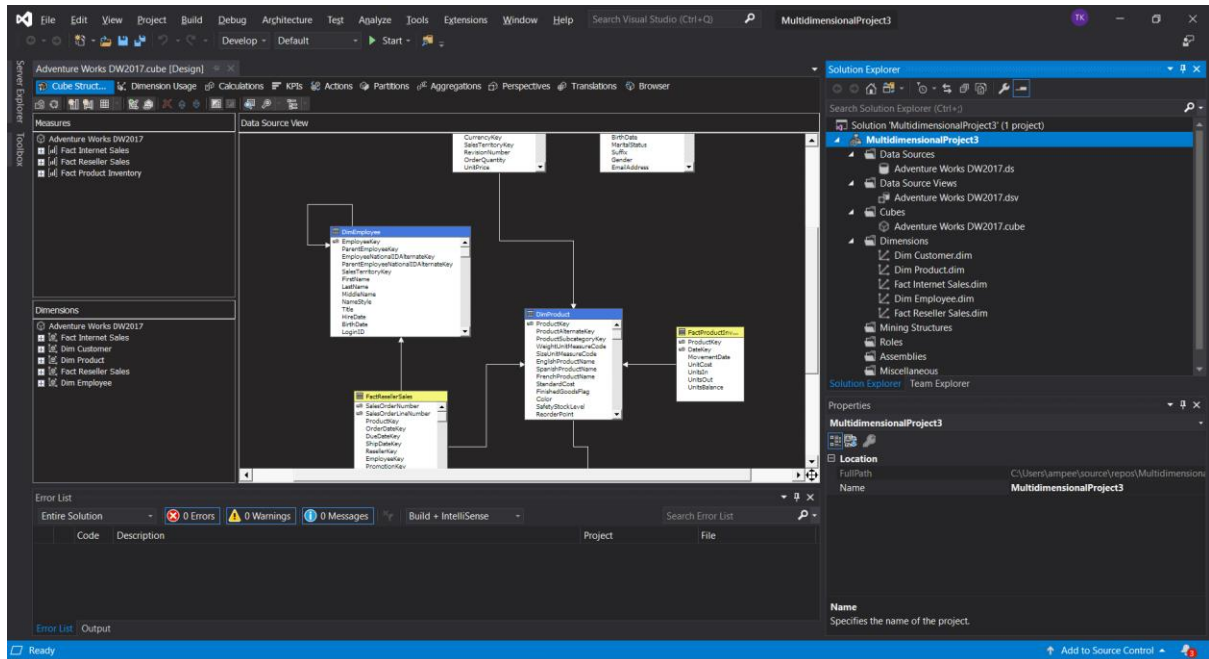 File Edit View Project Build Debug Architecture Test Analyze Tools Extensions Window Help Search Visual Studio (Ctrl+Q) MultidimensionalProject3 TK
Develop Default Start
Server Explorer
Toolbox
Adventure Works DW2017.cube [Design]
Cube Struct... Dimension Usage Calculations KPIs Actions Partitions Aggregations Perspectives Translations Browser
Measures
Adventure Works DW2017
Fact Internet Sales
Fact Reseller Sales
Fact Product Inventory
Dimensions
Adventure Works DW2017
Fact Internet Sales
Dim Customer
Dim Product
Fact Reseller Sales
Dim Employee
Data Source View
CurrencyKey
SalesTerritoryKey
RevisionNumber
OrderQuantity
UnitPrice
BirthDate
MaritalStatus
Suffix
Gender
EmailAddress
DimEmployee
EmployeeKey
ParentEmployeeKey
EmployeeNationalIDAlternateKey
ParentEmployeeNationalIDAlternateKey
SalesTerritoryKey
FirstName
LastName
MiddleName
NameStyle
Title
HireDate
BirthDate
LoginID
DimProduct
ProductKey
ProductAlternateKey
ProductSubcategoryKey
WeightUnitMeasureCode
SizeUnitMeasureCode
EnglishProductName
SpanishProductName
FrenchProductName
StandardCost
FinishedGoodsFlag
Color
SafetyStockLevel
ReorderPoint
FactProductInv...
ProductKey
DateKey
MovementDate
UnitCost
UnitsIn
UnitsOut
UnitsBalance
FactResellerSales
SalesOrderNumber
SalesOrderLineNumber
ProductKey
OrderDateKey
DueDateKey
ShipDateKey
ResellerKey
EmployeeKey
PromotionKey
Error List
Entire Solution 0 Errors 0 Warnings 0 Messages Build + IntelliSense Search Error List
Code Description Project File
Error List Output
Solution Explorer
Search Solution Explorer (Ctrl+;)
Solution 'MultidimensionalProject3' (1 project)
MultidimensionalProject3
Data Sources
Adventure Works DW2017.ds
Data Source Views
Adventure Works DW2017.dsv
Cubes
Adventure Works DW2017.cube
Dimensions
Dim Customer.dim
Dim Product.dim
Fact Internet Sales.dim
Dim Employee.dim
Fact Reseller Sales.dim
Mining Structures
Roles
Assemblies
Miscellaneous
Solution Explorer Team Explorer
Properties
MultidimensionalProject3
Location
FullPath C:\Users\ampee\source\repos\Multidimensiona
Name MultidimensionalProject3
Name
Specifies the name of the project.
Ready Add to Source Control 3